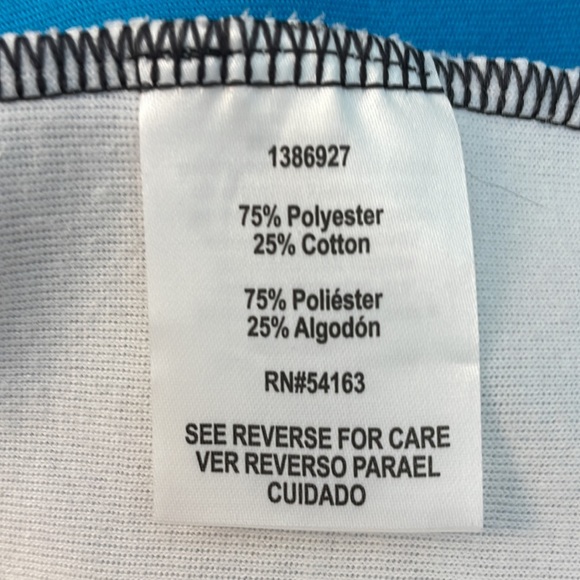 1386927
75% Polyester
25% Cotton
75% Poliéster
25% Algodón
RN#54163
SEE REVERSE FOR CARE
VER REVERSO PARAEL
CUIDADO